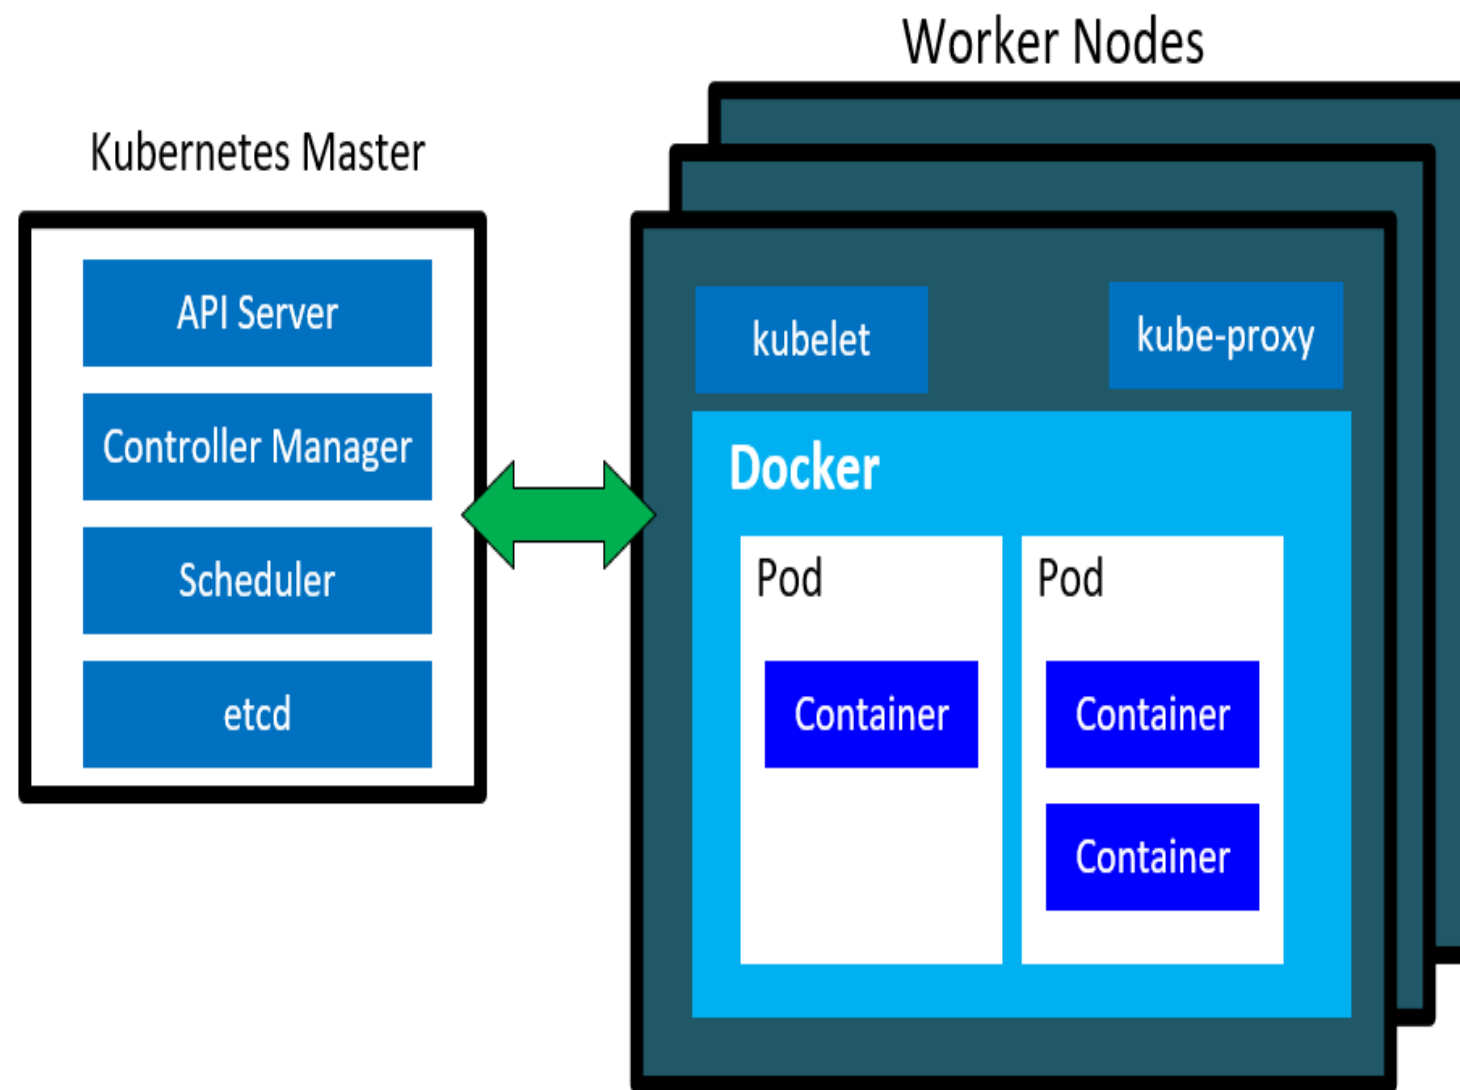 Worker Nodes
Kubernetes Master
API Server
Controller Manager
Scheduler
etcd
kubelet
kube-proxy
Docker
Pod
Container
Pod
Container
Container